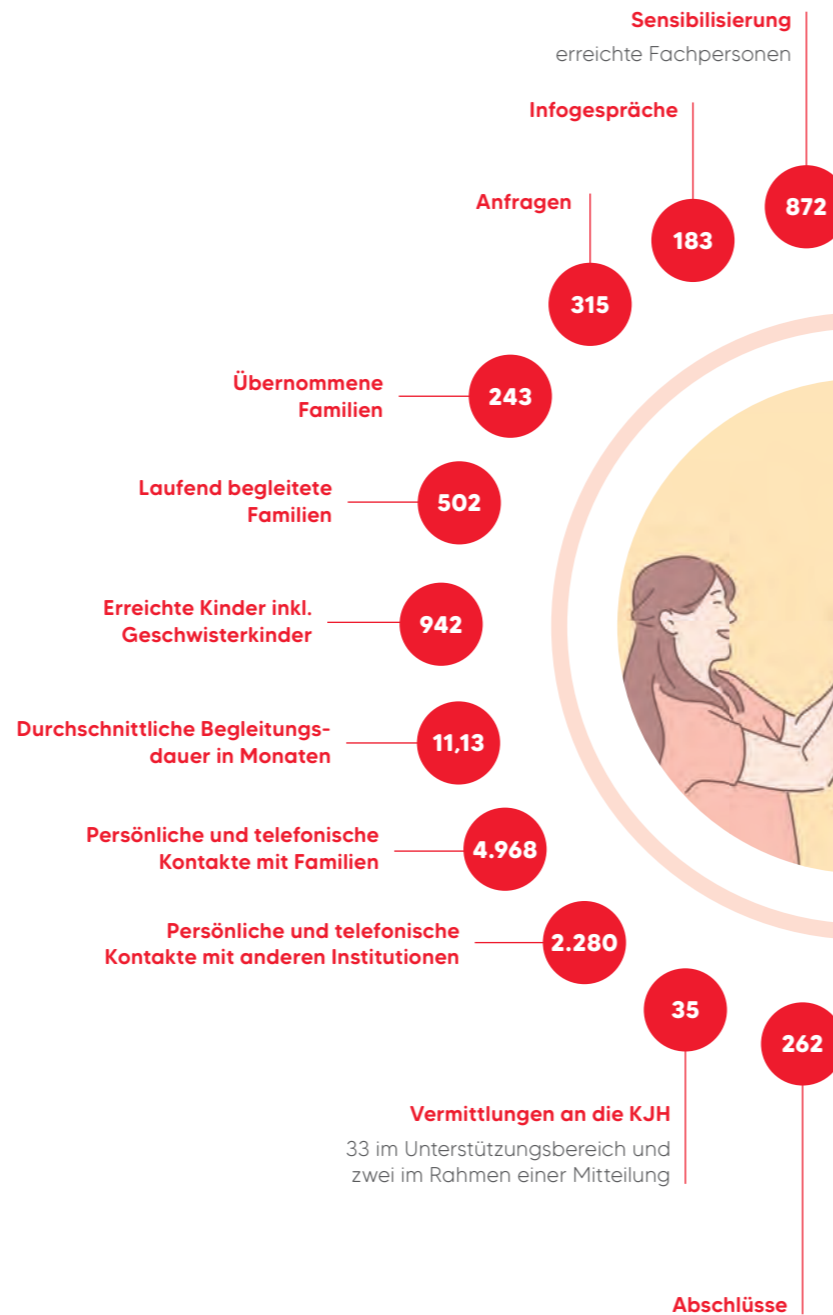 Sensibilisierung
erreichte Fachpersonen
872
Infogespräche
183
Anfragen
315
Übernommene
Familien
243
Laufend begleitete
Familien
502
Erreichte Kinder inkl.
Geschwisterkinder
942
Durchschnittliche Begleitungs-
dauer in Monaten
11,13
Persönliche und telefonische
Kontakte mit Familien
4.968
Persönliche und telefonische
Kontakte mit anderen Institutionen
2.280
35
Vermittlungen an die KJH
33 im Unterstützungsbereich und
zwei im Rahmen einer Mitteilung
262
Abschlüsse